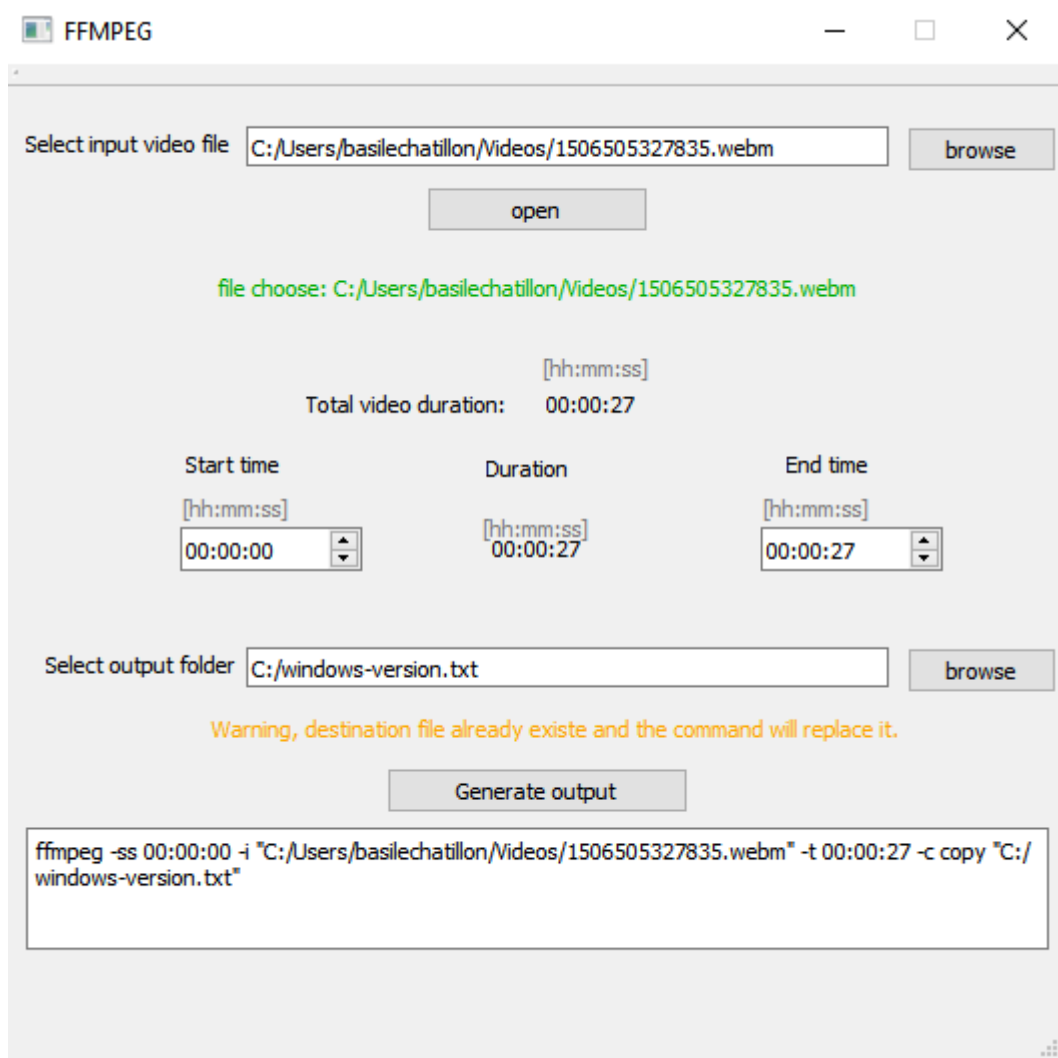 FFMPEG
Select input video file C:/Users/basilechatillon/Videos/1506505327835.webm browse
open
file choose: C:/Users/basilechatillon/Videos/1506505327835.webm
[hh:mm:ss]
Total video duration: 00:00:27
Start time Duration End time
[hh:mm:ss] [hh:mm:ss] [hh:mm:ss]
00:00:00 00:00:27 00:00:27
Select output folder C:/windows-version.txt browse
Warning, destination file already existe and the command will replace it.
Generate output
ffmpeg -ss 00:00:00 -i "C:/Users/basilechatillon/Videos/1506505327835.webm" -t 00:00:27 -c copy "C:/
windows-version.txt"